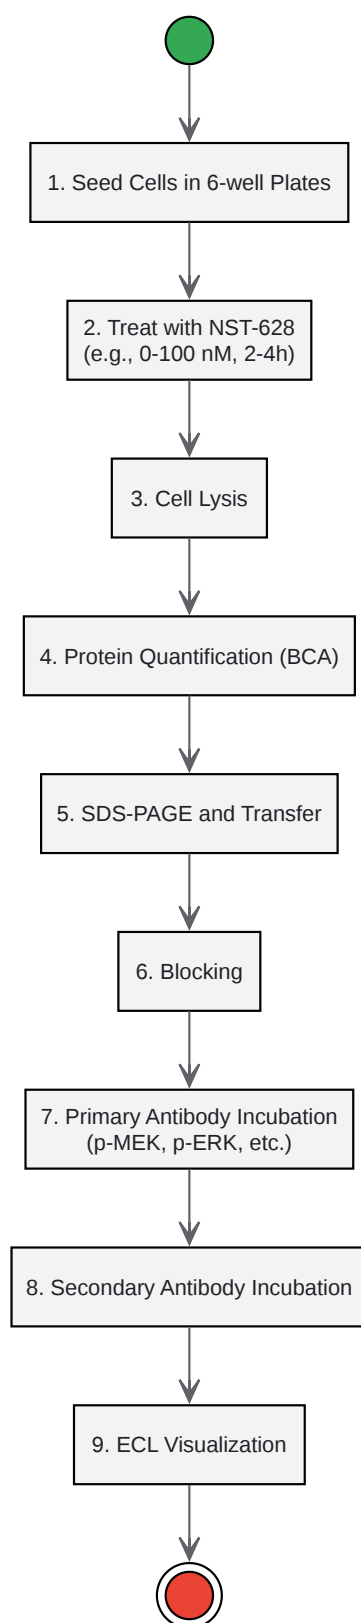 1. Seed Cells in 6-well Plates
2. Treat with NST-628
(e.g., 0-100 nM, 2-4h)
3. Cell Lysis
4. Protein Quantification (BCA)
5. SDS-PAGE and Transfer
6. Blocking
7. Primary Antibody Incubation
(p-MEK, p-ERK, etc.)
8. Secondary Antibody Incubation
9. ECL Visualization